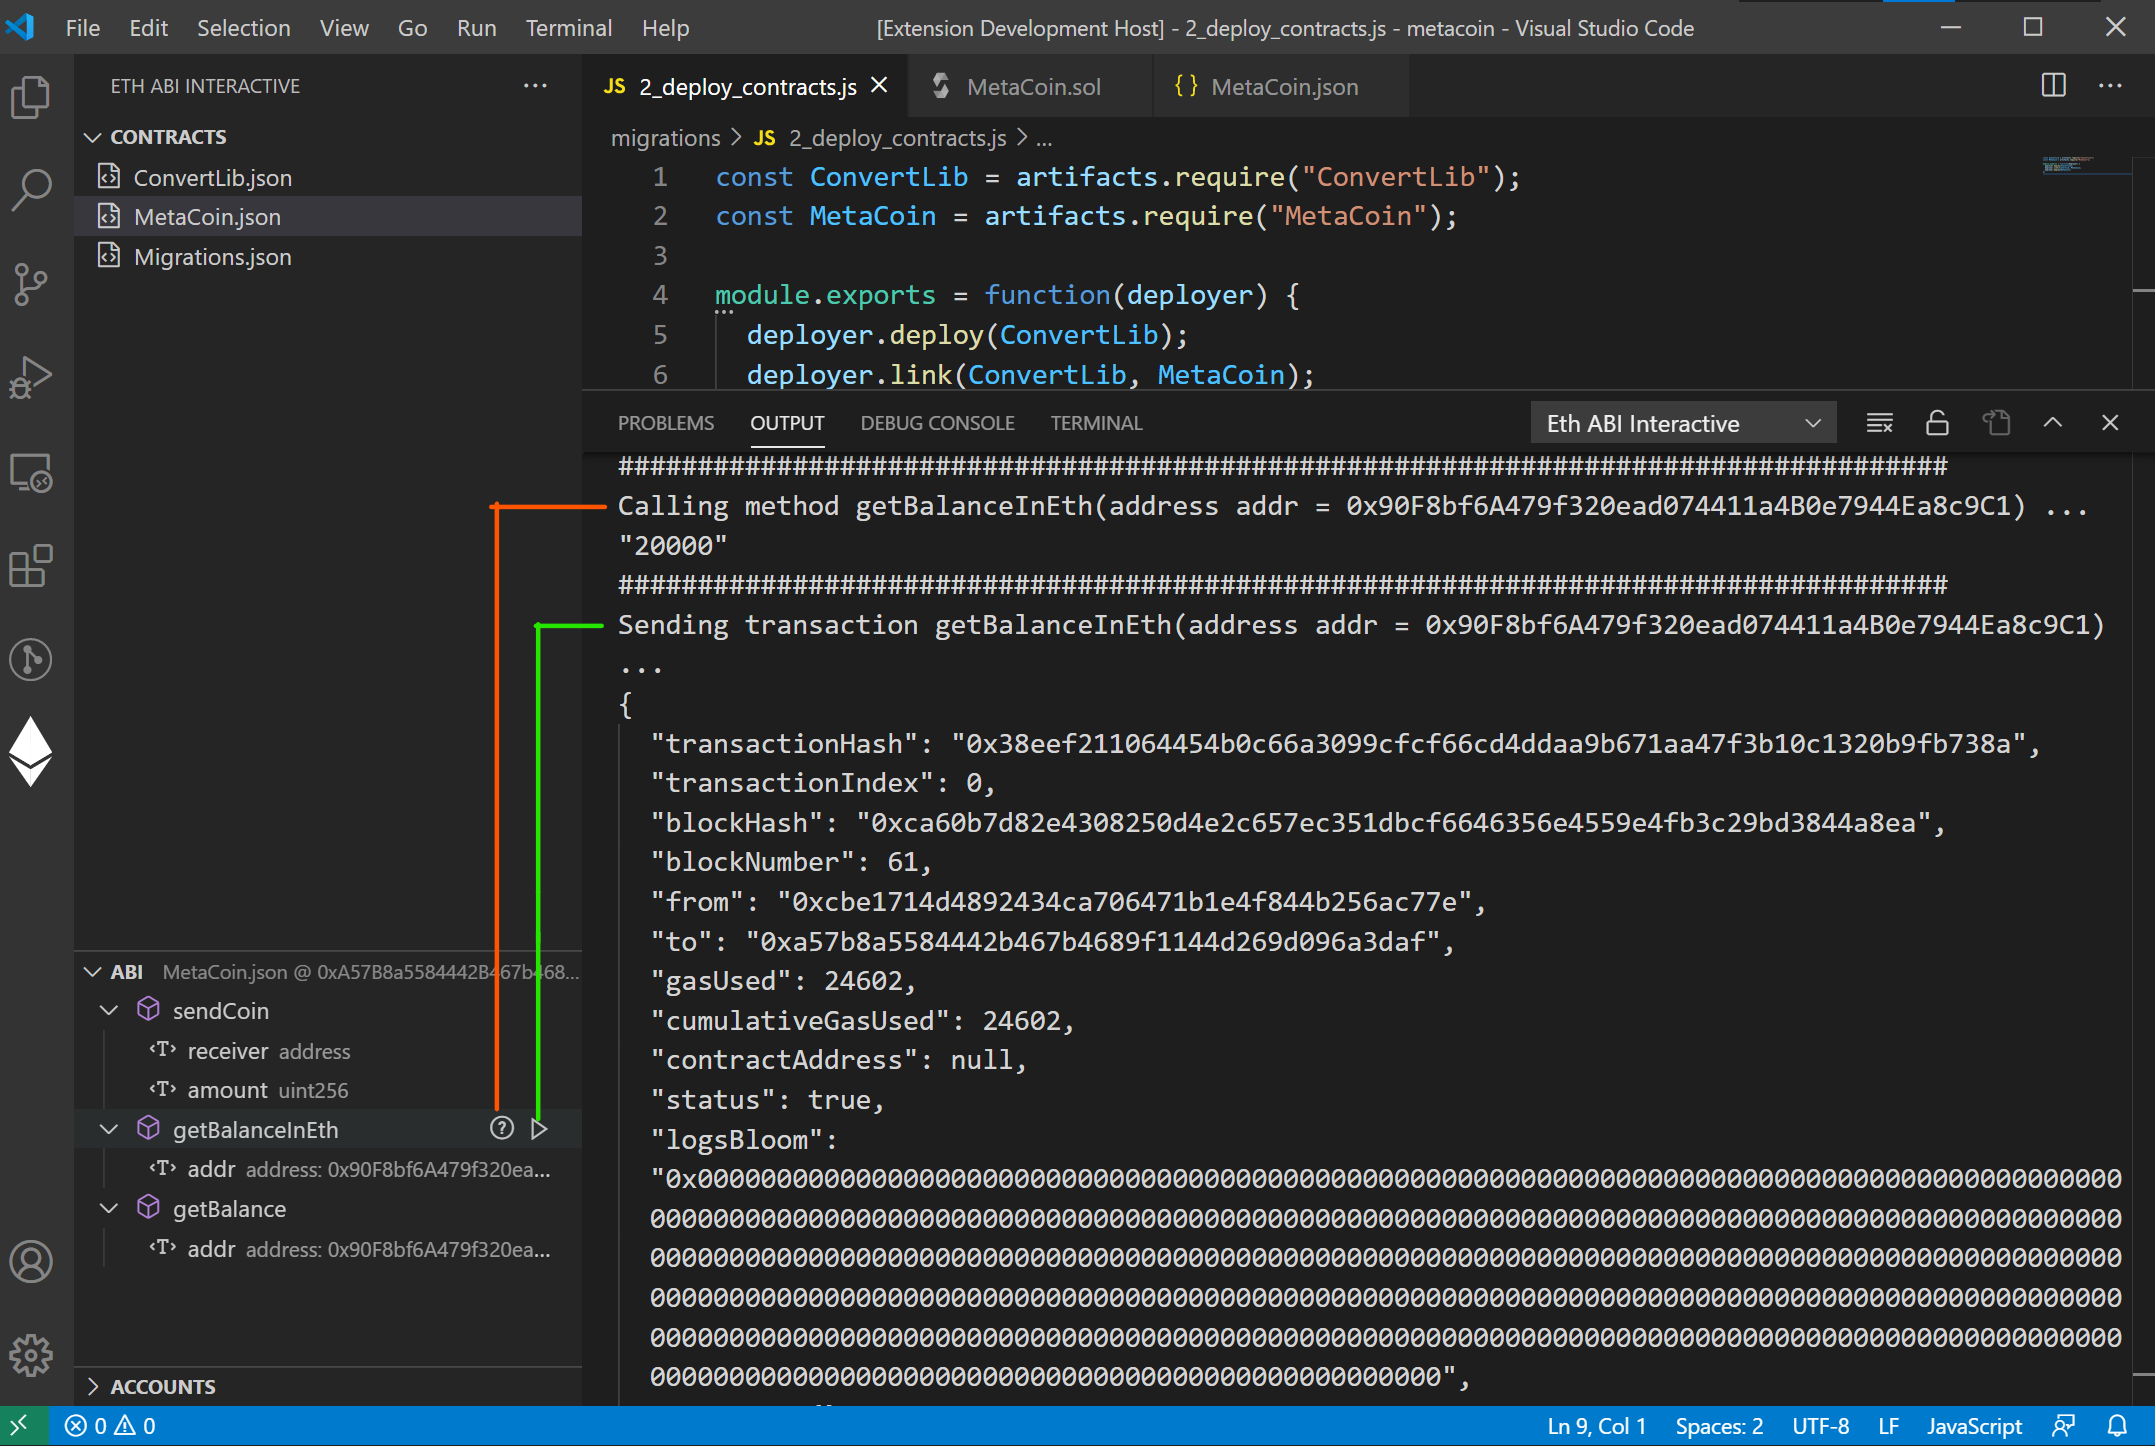 File Edit Selection View Go Run Terminal Help [Extension Development Host] - 2_deploy_contracts.js - metacoin - Visual Studio Code
ETH ABI INTERACTIVE
CONTRACTS
ConvertLib.json
MetaCoin.json
Migrations.json
JS 2_deploy_contracts.js MetaCoin.sol {} MetaCoin.json
migrations > JS 2_deploy_contracts.js > ...
1 const ConvertLib = artifacts.require("ConvertLib");
2 const MetaCoin = artifacts.require("MetaCoin");
3
4 module.exports = function(deployer) {
5 deployer.deploy(ConvertLib);
6 deployer.link(ConvertLib, MetaCoin);
PROBLEMS OUTPUT DEBUG CONSOLE TERMINAL Eth ABI Interactive
####################################################################################
Calling method getBalanceInEth(address addr = 0x90F8bf6A479f320ead074411a4B0e7944Ea8c9C1) ...
"20000"
####################################################################################
Sending transaction getBalanceInEth(address addr = 0x90F8bf6A479f320ead074411a4B0e7944Ea8c9C1)
...
{
"transactionHash": "0x38eef211064454b0c66a3099cfcf66cd4ddaa9b671aa47f3b10c1320b9fb738a",
"transactionIndex": 0,
"blockHash": "0xca60b7d82e4308250d4e2c657ec351dbcf6646356e4559e4fb3c29bd3844a8ea",
"blockNumber": 61,
"from": "0xcbe1714d4892434ca706471b1e4f844b256ac77e",
"to": "0xa57b8a5584442b467b4689f1144d269d096a3daf",
"gasUsed": 24602,
"cumulativeGasUsed": 24602,
"contractAddress": null,
"status": true,
"logsBloom":
"0x000000000000000000000000000000000000000000000000000000000000000000000000000000000000000000
000000000000000000000000000000000000000000000000000000000000000000000000000000000000000000000
000000000000000000000000000000000000000000000000000000000000000000000000000000000000000000000
000000000000000000000000000000000000000000000000000000000000000000000000000000000000000000000
000000000000000000000000000000000000000000000000000000000000000000000000000000000000000000000
00000000000000000000000000000000000000000000000000",
ABI MetaCoin.json @ 0xA57B8a5584442B467b468...
sendCoin
receiver address
amount uint256
getBalanceInEth
addr address: 0x90F8bf6A479f320ea...
getBalance
addr address: 0x90F8bf6A479f320ea...
ACCOUNTS
0 0 Ln 9, Col 1 Spaces: 2 UTF-8 LF JavaScript